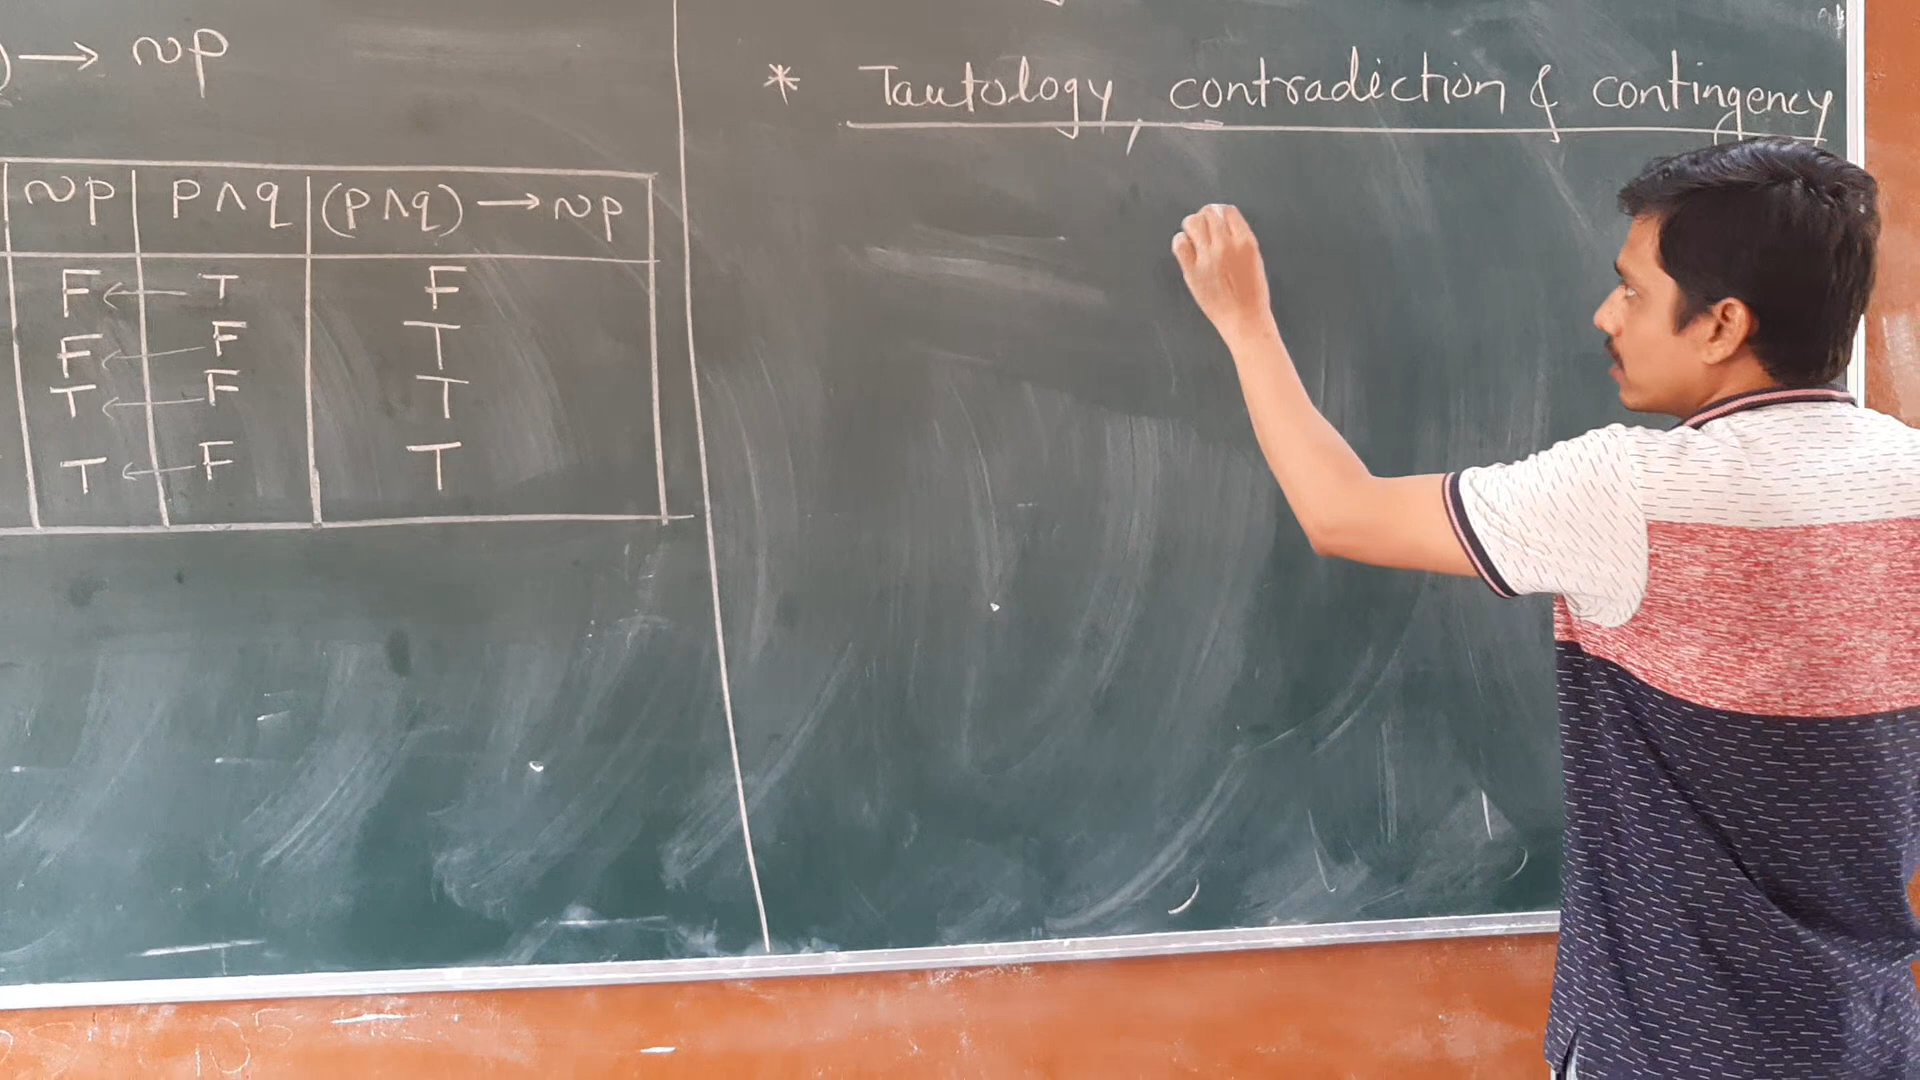 ) → ~p
~p | p ∧ q | (p ∧ q) → ~p
F ← T F
F ← F T
T ← F T
T ← F T
* Tautology, contradiction & contingency